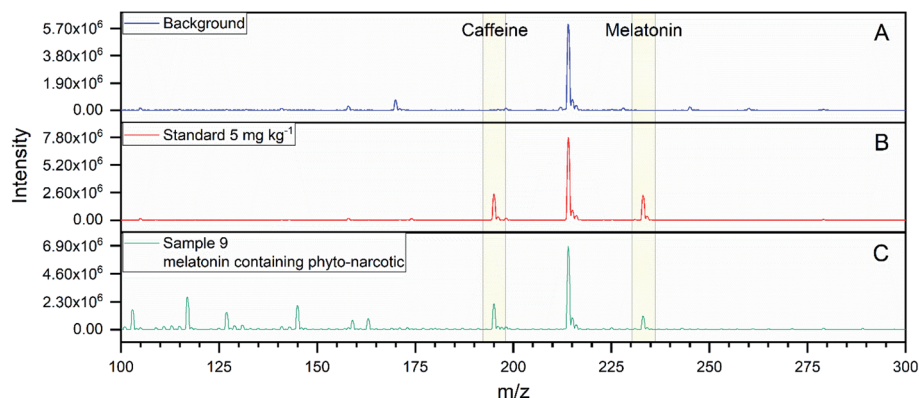 Background
Caffeine
Melatonin
A
5.70x10⁶
3.80x10⁶
1.90x10⁶
0.00
Standard 5 mg kg⁻¹
B
7.80x10⁶
5.20x10⁶
2.60x10⁶
0.00
Intensity
Sample 9
melatonin containing phyto-narcotic
C
6.90x10⁶
4.60x10⁶
2.30x10⁶
0.00
100 125 150 175 200 225 250 275 300
m/z